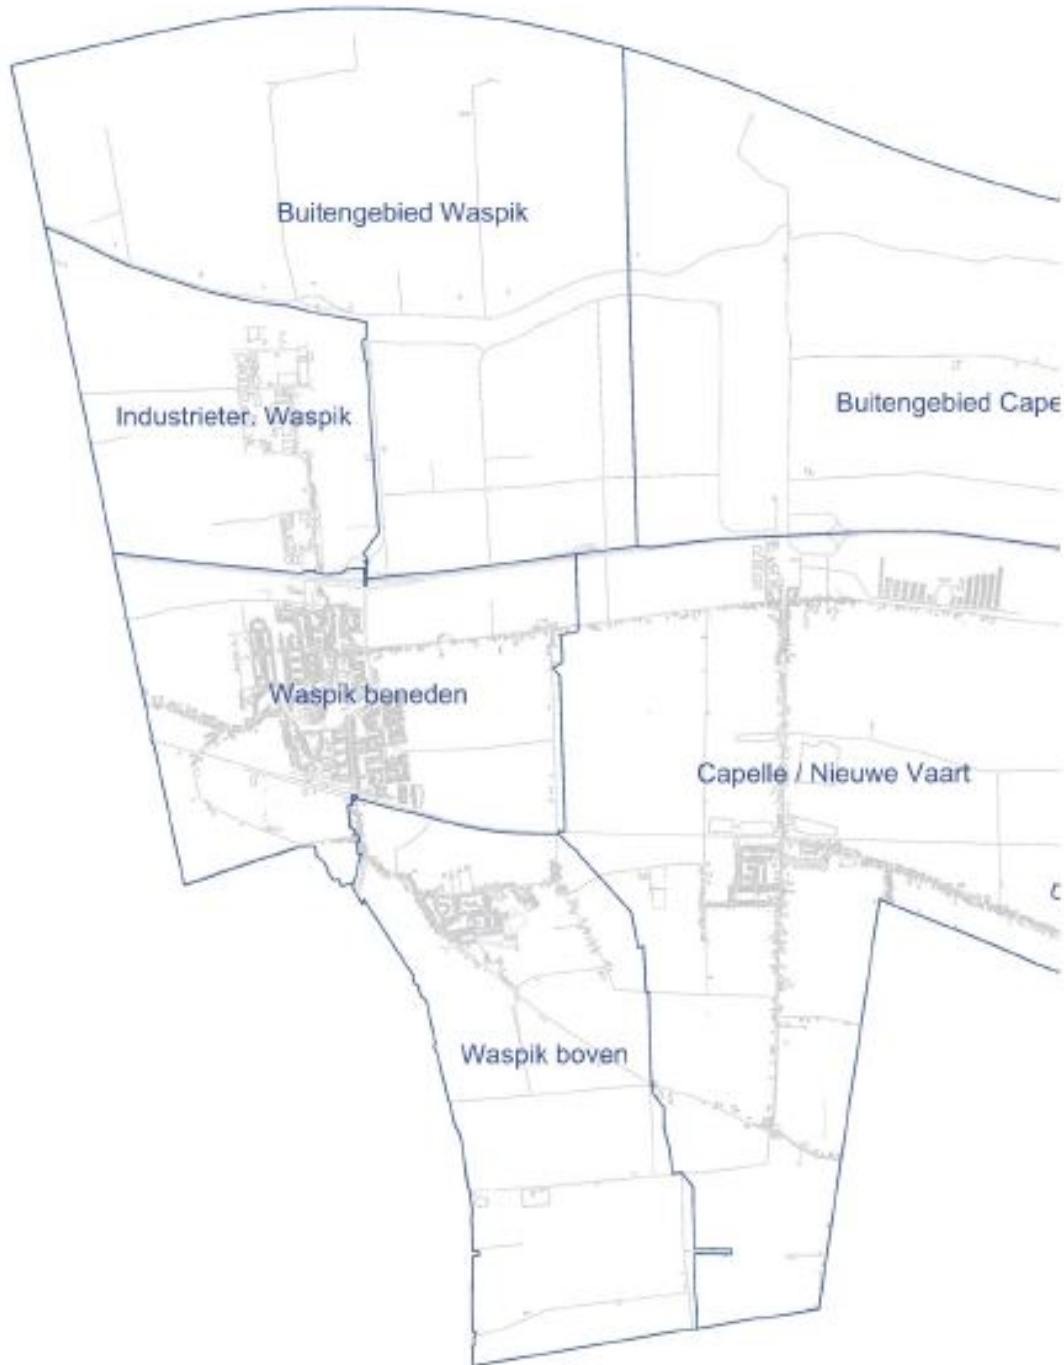 Buitengebied Waspik
Buitengebied Cape
Industrieter. Waspik
Waspik beneden
Capelle / Nieuwe Vaart
Waspik boven